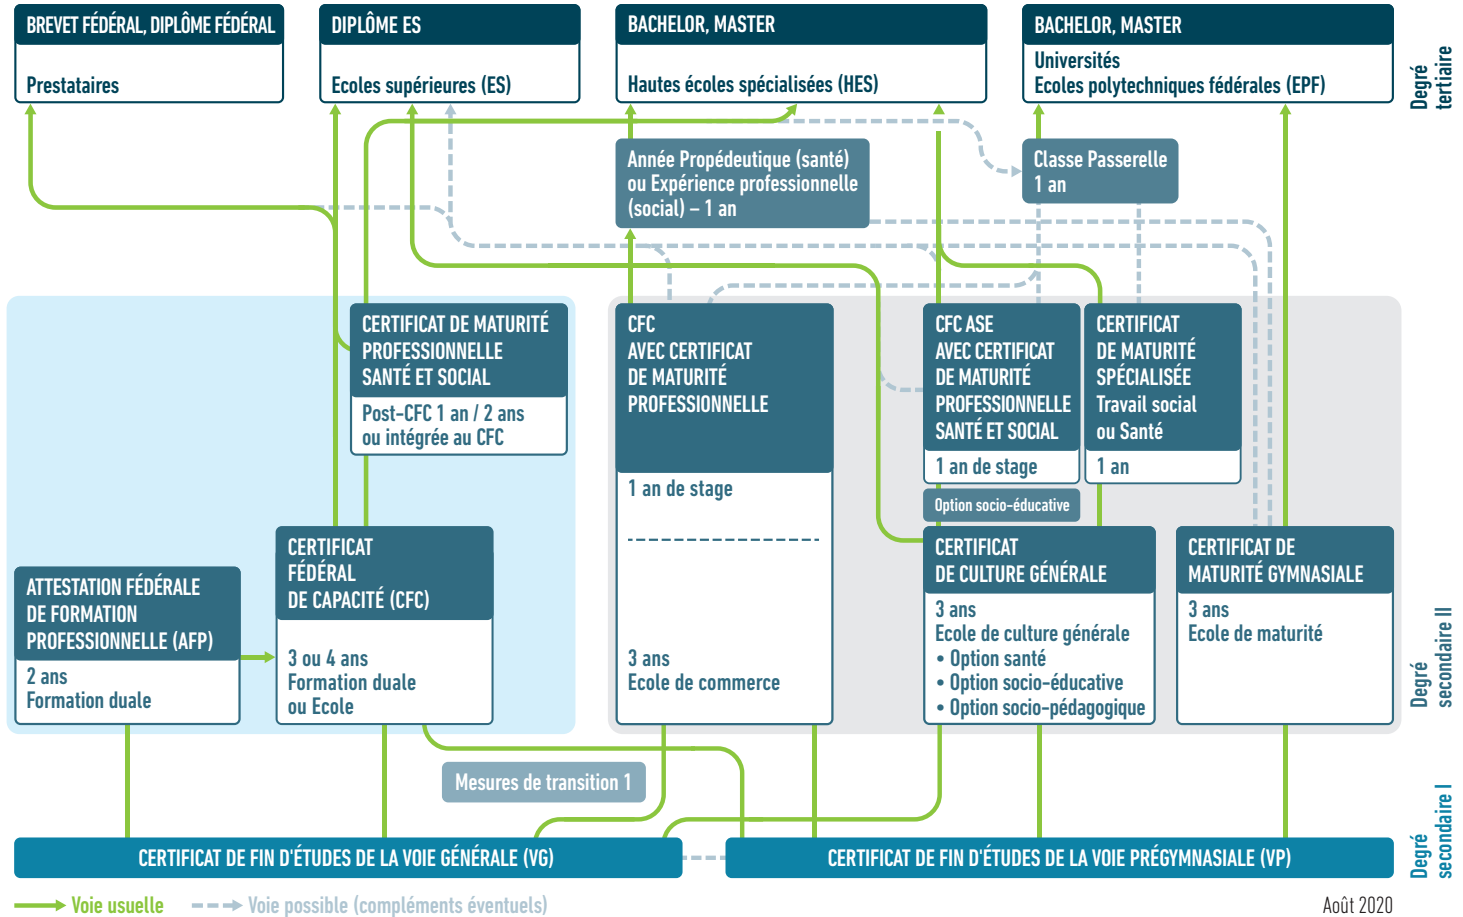 BREVET FÉDÉRAL, DIPLÔME FÉDÉRAL
Prestataires
DIPLÔME ES
Ecoles supérieures (ES)
BACHELOR, MASTER
Hautes écoles spécialisées (HES)
BACHELOR, MASTER
Universités
Ecoles polytechniques fédérales (EPF)
Degré
tertiaire
Année Propédeutique (santé)
ou Expérience professionnelle
(social) – 1 an
Classe Passerelle
1 an
CERTIFICAT DE MATURITÉ
PROFESSIONNELLE
SANTÉ ET SOCIAL
Post-CFC 1 an / 2 ans
ou intégrée au CFC
CFC
AVEC CERTIFICAT
DE MATURITÉ
PROFESSIONNELLE
1 an de stage
3 ans
Ecole de commerce
CFC ASE
AVEC CERTIFICAT
DE MATURITÉ
PROFESSIONNELLE
SANTÉ ET SOCIAL
1 an de stage
Option socio-éducative
CERTIFICAT
DE MATURITÉ
SPÉCIALISÉE
Travail social
ou Santé
1 an
ATTESTATION FÉDÉRALE
DE FORMATION
PROFESSIONNELLE (AFP)
2 ans
Formation duale
CERTIFICAT
FÉDÉRAL
DE CAPACITÉ (CFC)
3 ou 4 ans
Formation duale
ou Ecole
CERTIFICAT
DE CULTURE GÉNÉRALE
3 ans
Ecole de culture générale
• Option santé
• Option socio-éducative
• Option socio-pédagogique
CERTIFICAT DE
MATURITÉ GYMNASIALE
3 ans
Ecole de maturité
Degré
secondaire II
Mesures de transition 1
CERTIFICAT DE FIN D'ÉTUDES DE LA VOIE GÉNÉRALE (VG)
CERTIFICAT DE FIN D'ÉTUDES DE LA VOIE PRÉGYMNASIALE (VP)
Degré
secondaire I
Voie usuelle
Voie possible (compléments éventuels)
Août 2020